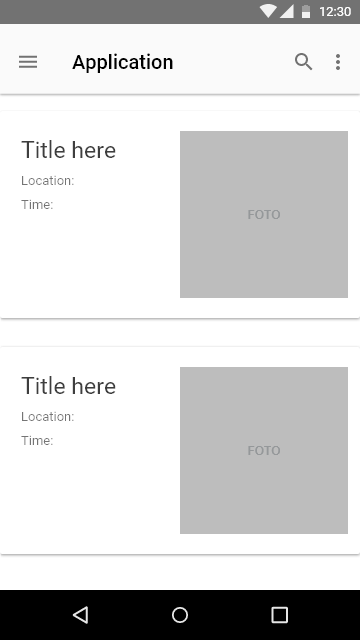 12:30
Application
Title here
Location:
Time:
FOTO
Title here
Location:
Time:
FOTO